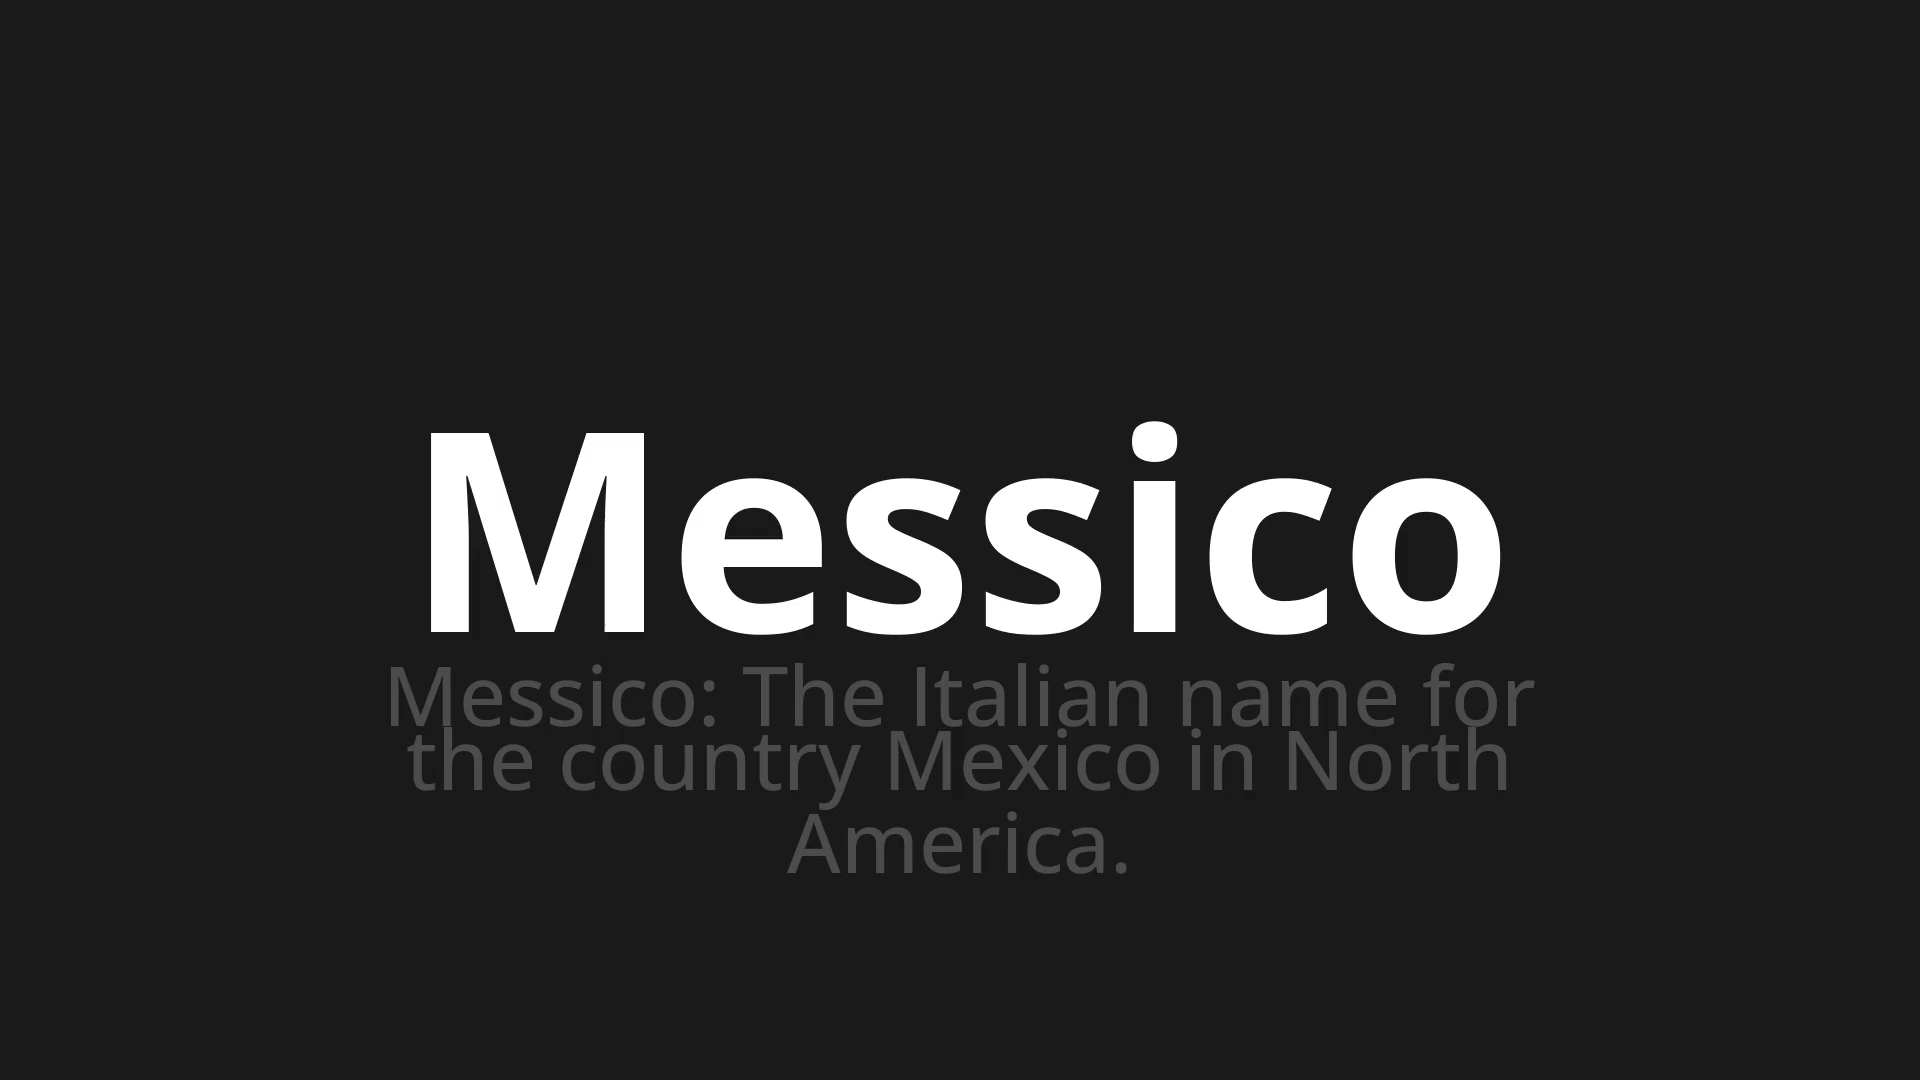 Messico
Messico: The Italian name for
the country Mexico in North
America.